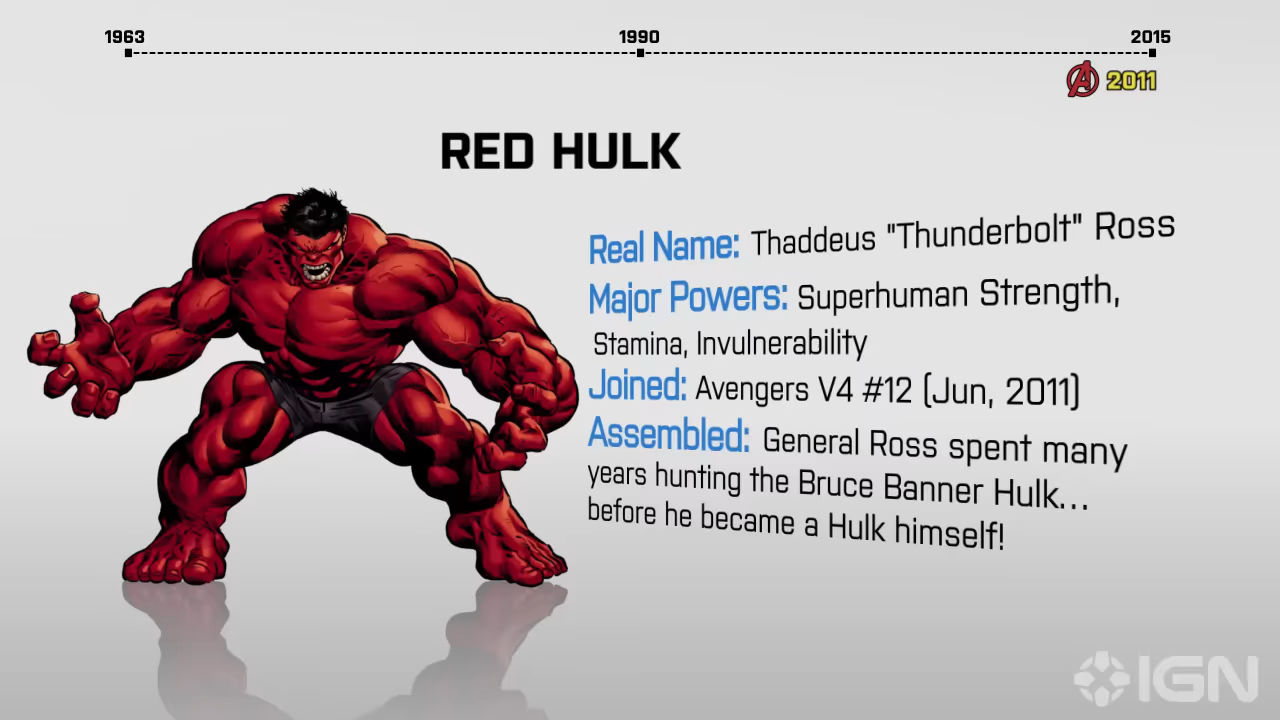 1963 1990 2015
2011
RED HULK
Real Name: Thaddeus "Thunderbolt" Ross
Major Powers: Superhuman Strength,
Stamina, Invulnerability
Joined: Avengers V4 #12 (Jun, 2011)
Assembled: General Ross spent many
years hunting the Bruce Banner Hulk...
before he became a Hulk himself!
IGN